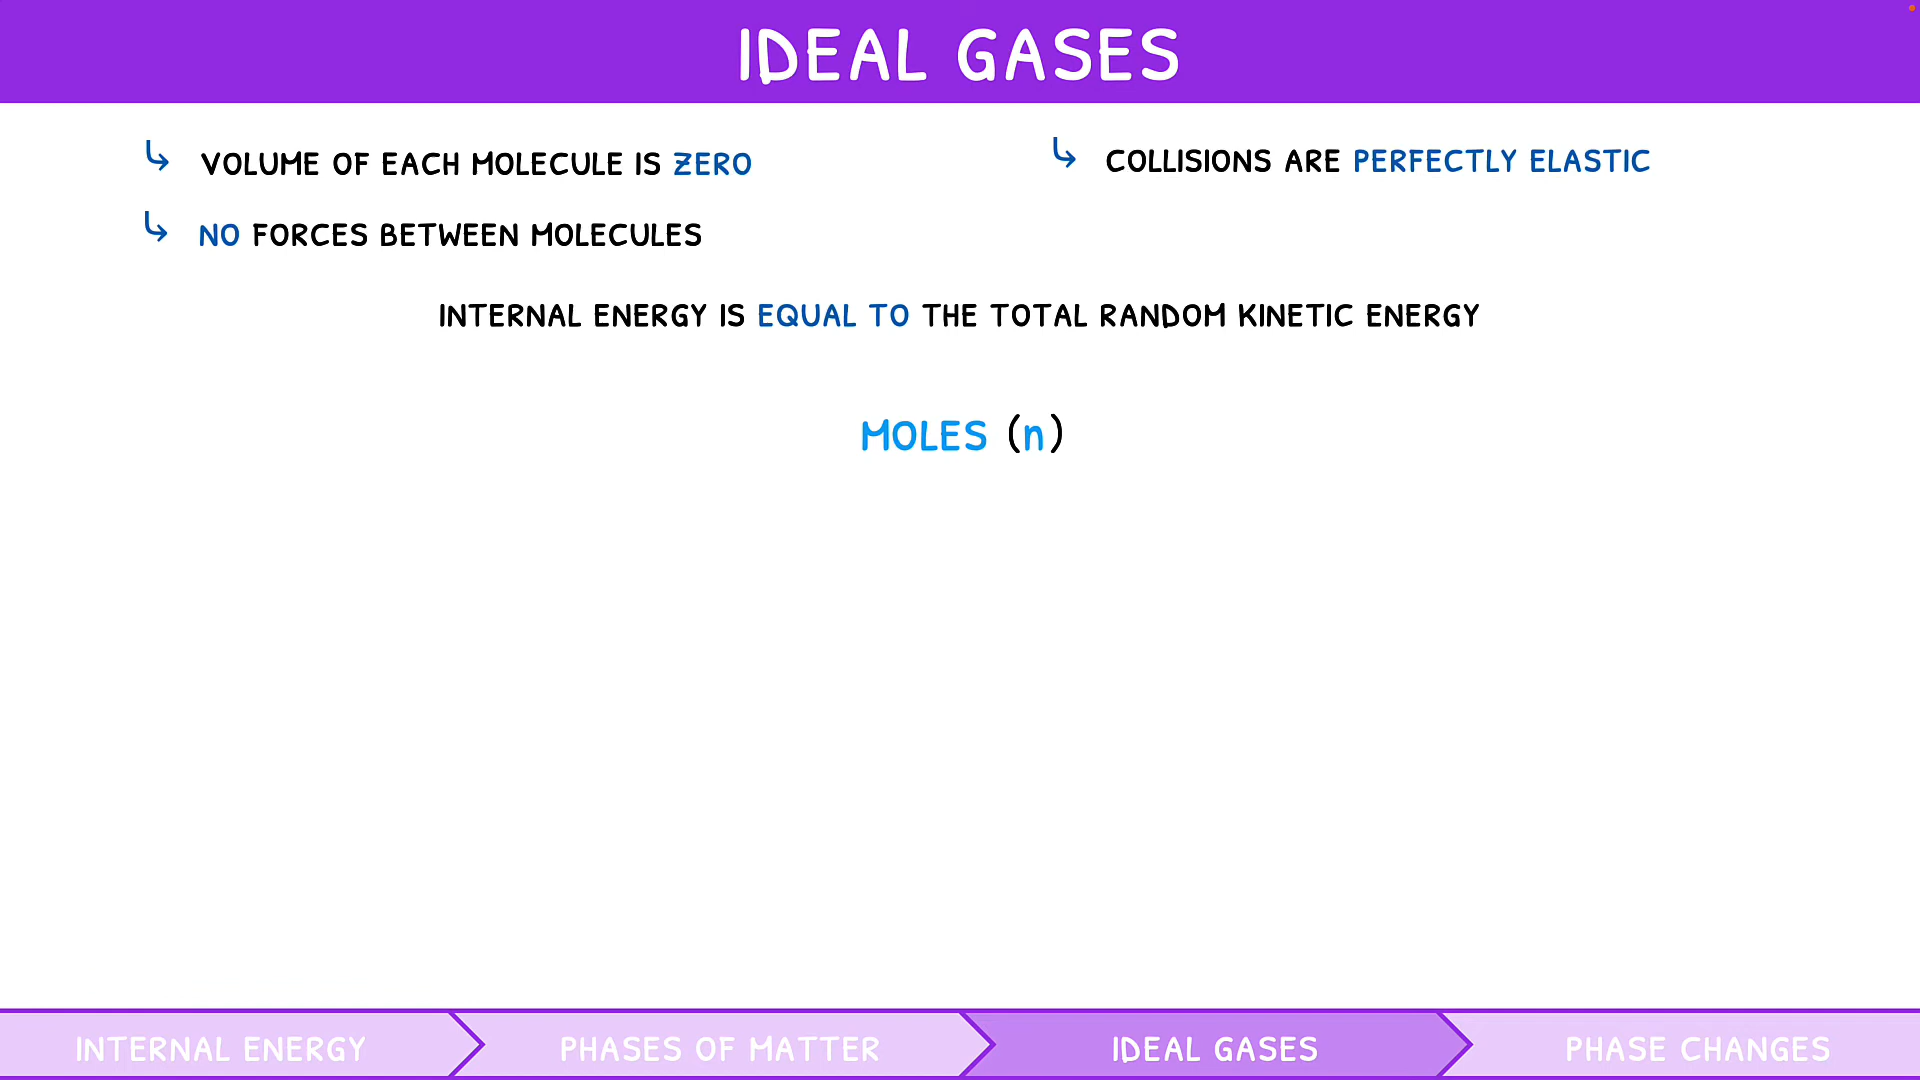 IDEAL GASES
VOLUME OF EACH MOLECULE IS ZERO
NO FORCES BETWEEN MOLECULES
COLLISIONS ARE PERFECTLY ELASTIC
INTERNAL ENERGY IS EQUAL TO THE TOTAL RANDOM KINETIC ENERGY
MOLES (n)
INTERNAL ENERGY
PHASES OF MATTER
IDEAL GASES
PHASE CHANGES